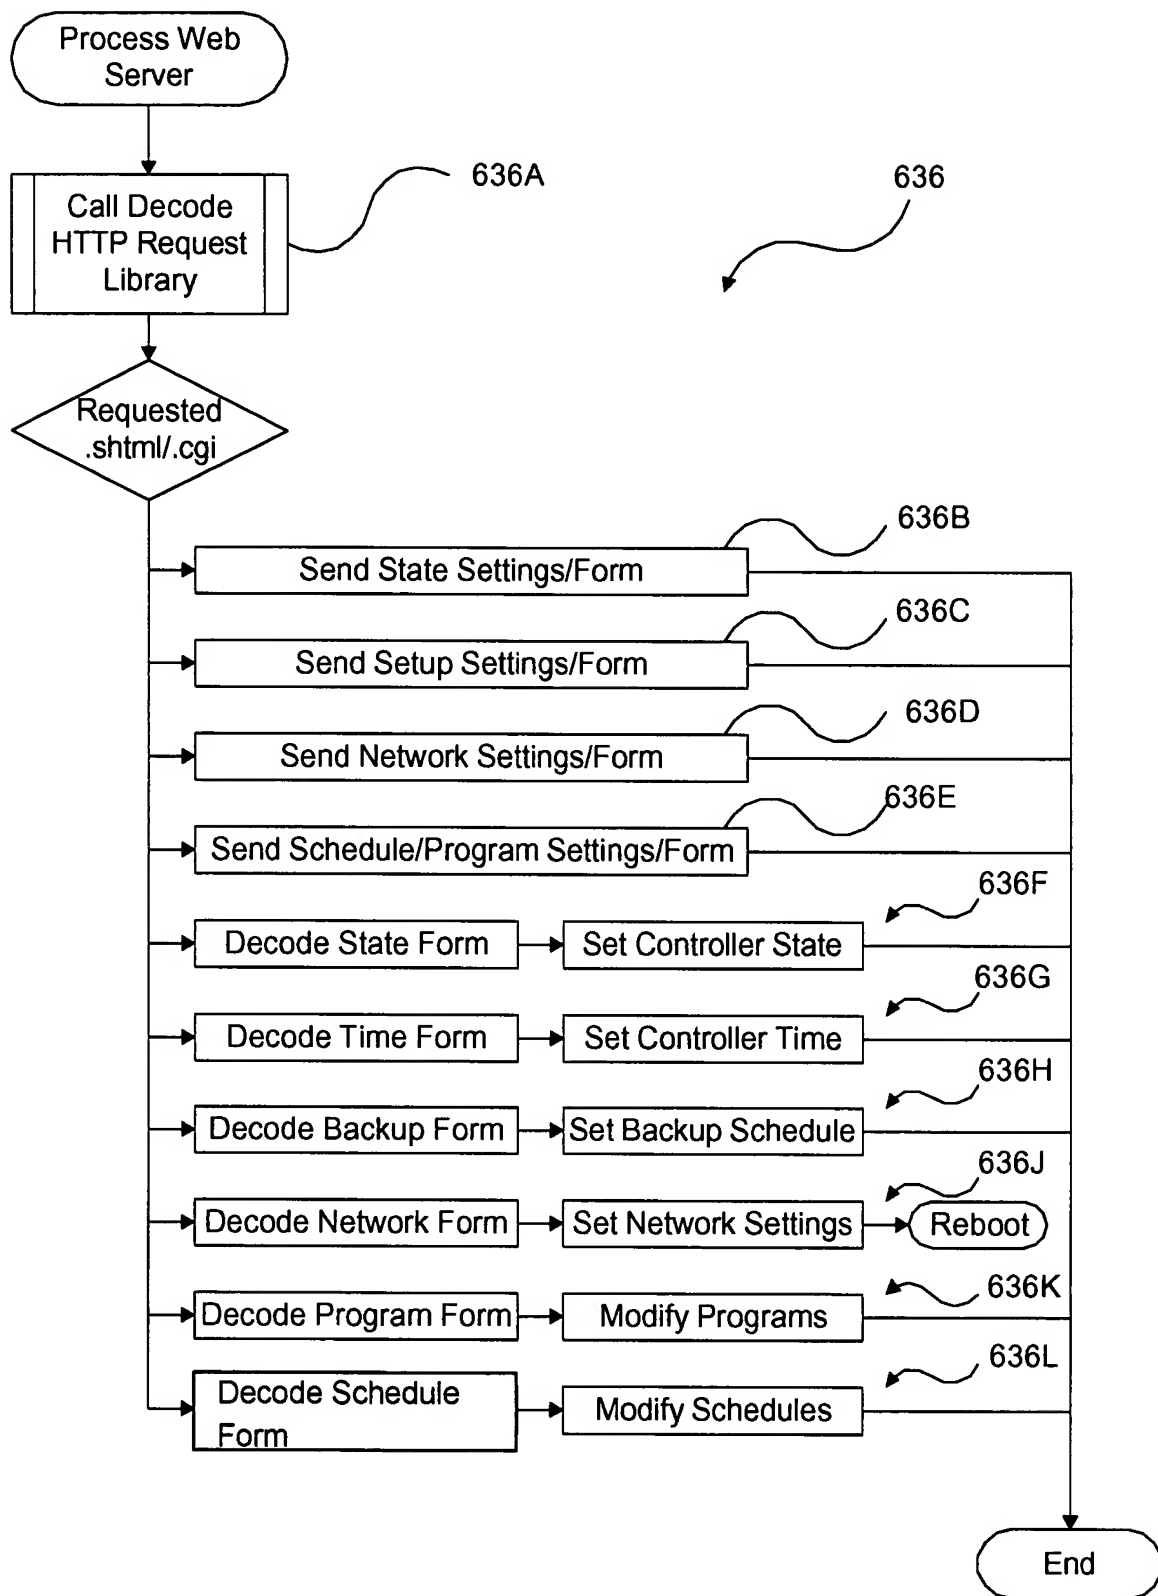 Process Web
Server
636A
636
Call Decode
HTTP Request
Library
Requested
.shtml/.cgi
636B
Send State Settings/Form
636C
Send Setup Settings/Form
636D
Send Network Settings/Form
636E
Send Schedule/Program Settings/Form
636F
Decode State Form
Set Controller State
636G
Decode Time Form
Set Controller Time
636H
Decode Backup Form
Set Backup Schedule
636J
Decode Network Form
Set Network Settings
Reboot
636K
Decode Program Form
Modify Programs
636L
Decode Schedule
Form
Modify Schedules
End